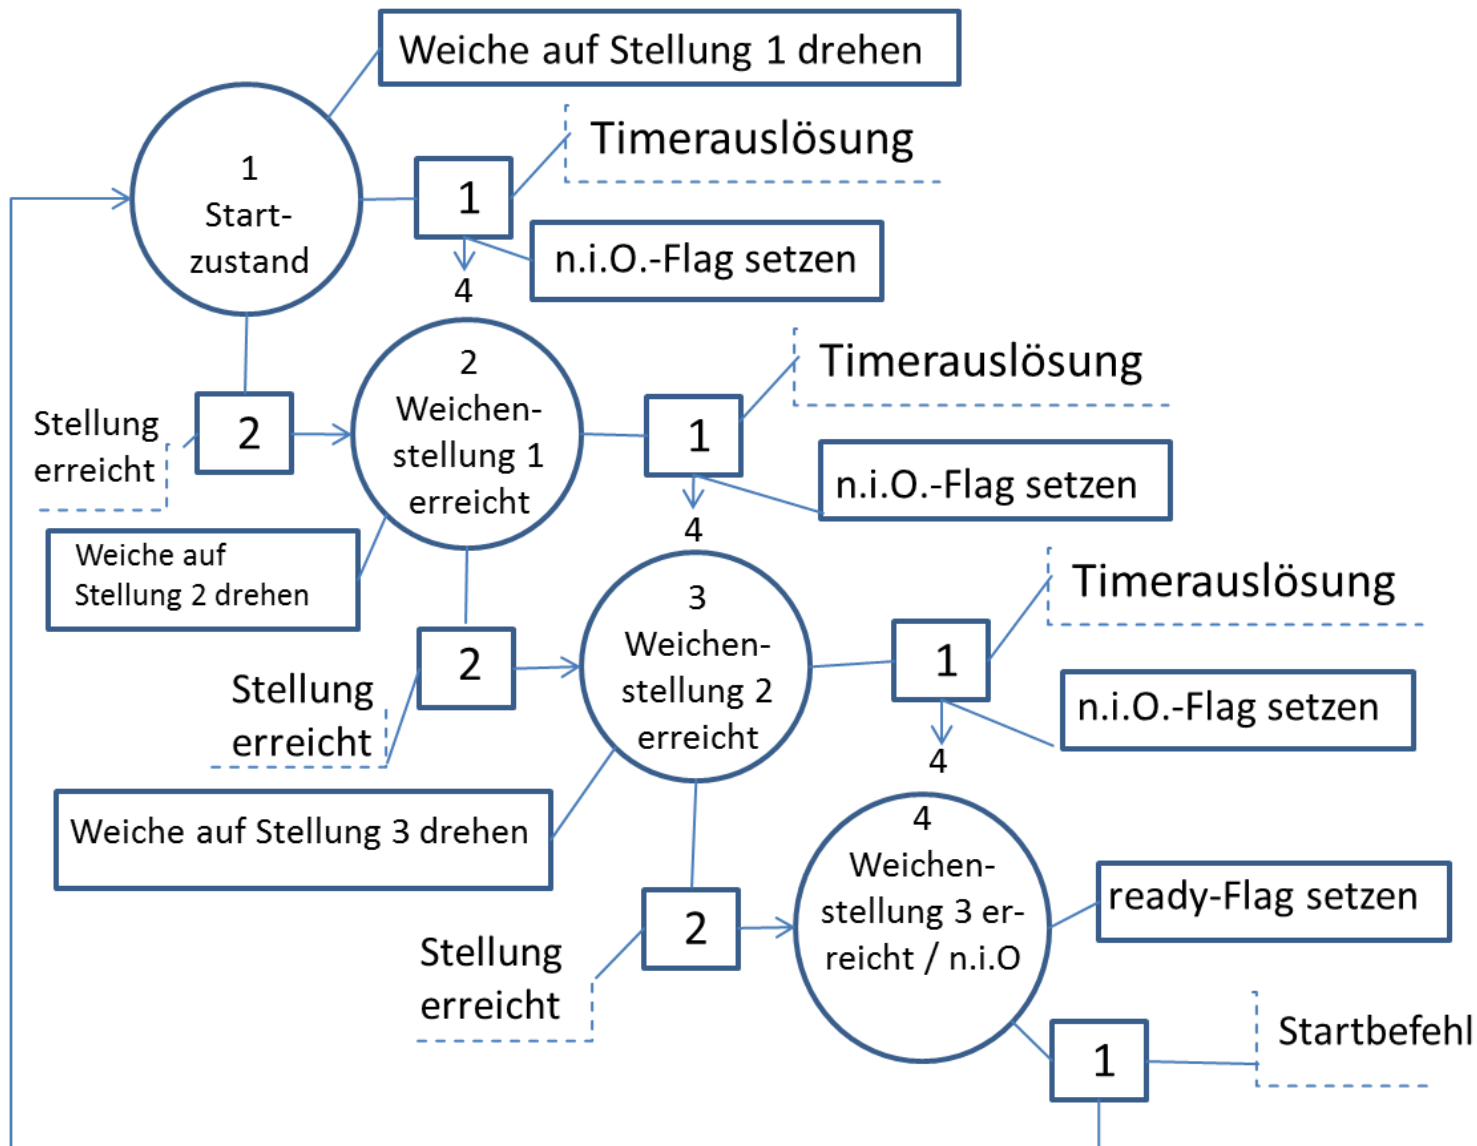 Weiche auf Stellung 1 drehen
Timerauslösung
1
Start-
zustand
1
n.i.O.-Flag setzen
4
Stellung
erreicht
2
2
Weichen-
stellung 1
erreicht
Timerauslösung
1
n.i.O.-Flag setzen
4
Weiche auf
Stellung 2 drehen
Stellung
erreicht
2
3
Weichen-
stellung 2
erreicht
Timerauslösung
1
n.i.O.-Flag setzen
4
Weiche auf Stellung 3 drehen
Stellung
erreicht
2
4
Weichen-
stellung 3 er-
reicht / n.i.O
ready-Flag setzen
1
Startbefehl